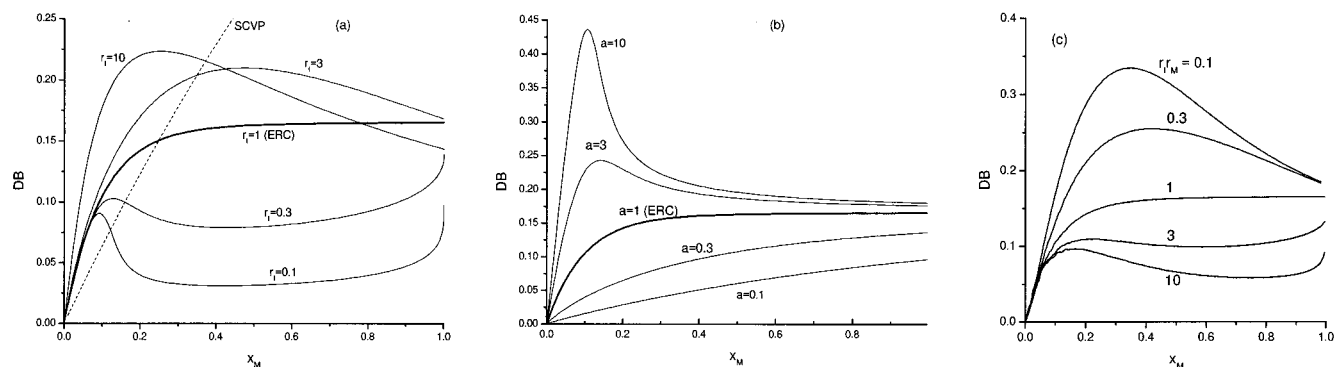 SCVP
(a)
r_I=10
r_I=3
r_I=1 (ERC)
r_I=0.3
r_I=0.1
DB
0.25
0.20
0.15
0.10
0.05
0.00
0.0 0.2 0.4 0.6 0.8 1.0
X_M
(b)
a=10
a=3
a=1 (ERC)
a=0.3
a=0.1
DB
0.45
0.40
0.35
0.30
0.25
0.20
0.15
0.10
0.05
0.00
0.0 0.2 0.4 0.6 0.8
X_M
(c)
r_I r_M = 0.1
0.3
1
3
10
DB
0.4
0.3
0.2
0.1
0.0
0.0 0.2 0.4 0.6 0.8 1.0
X_M